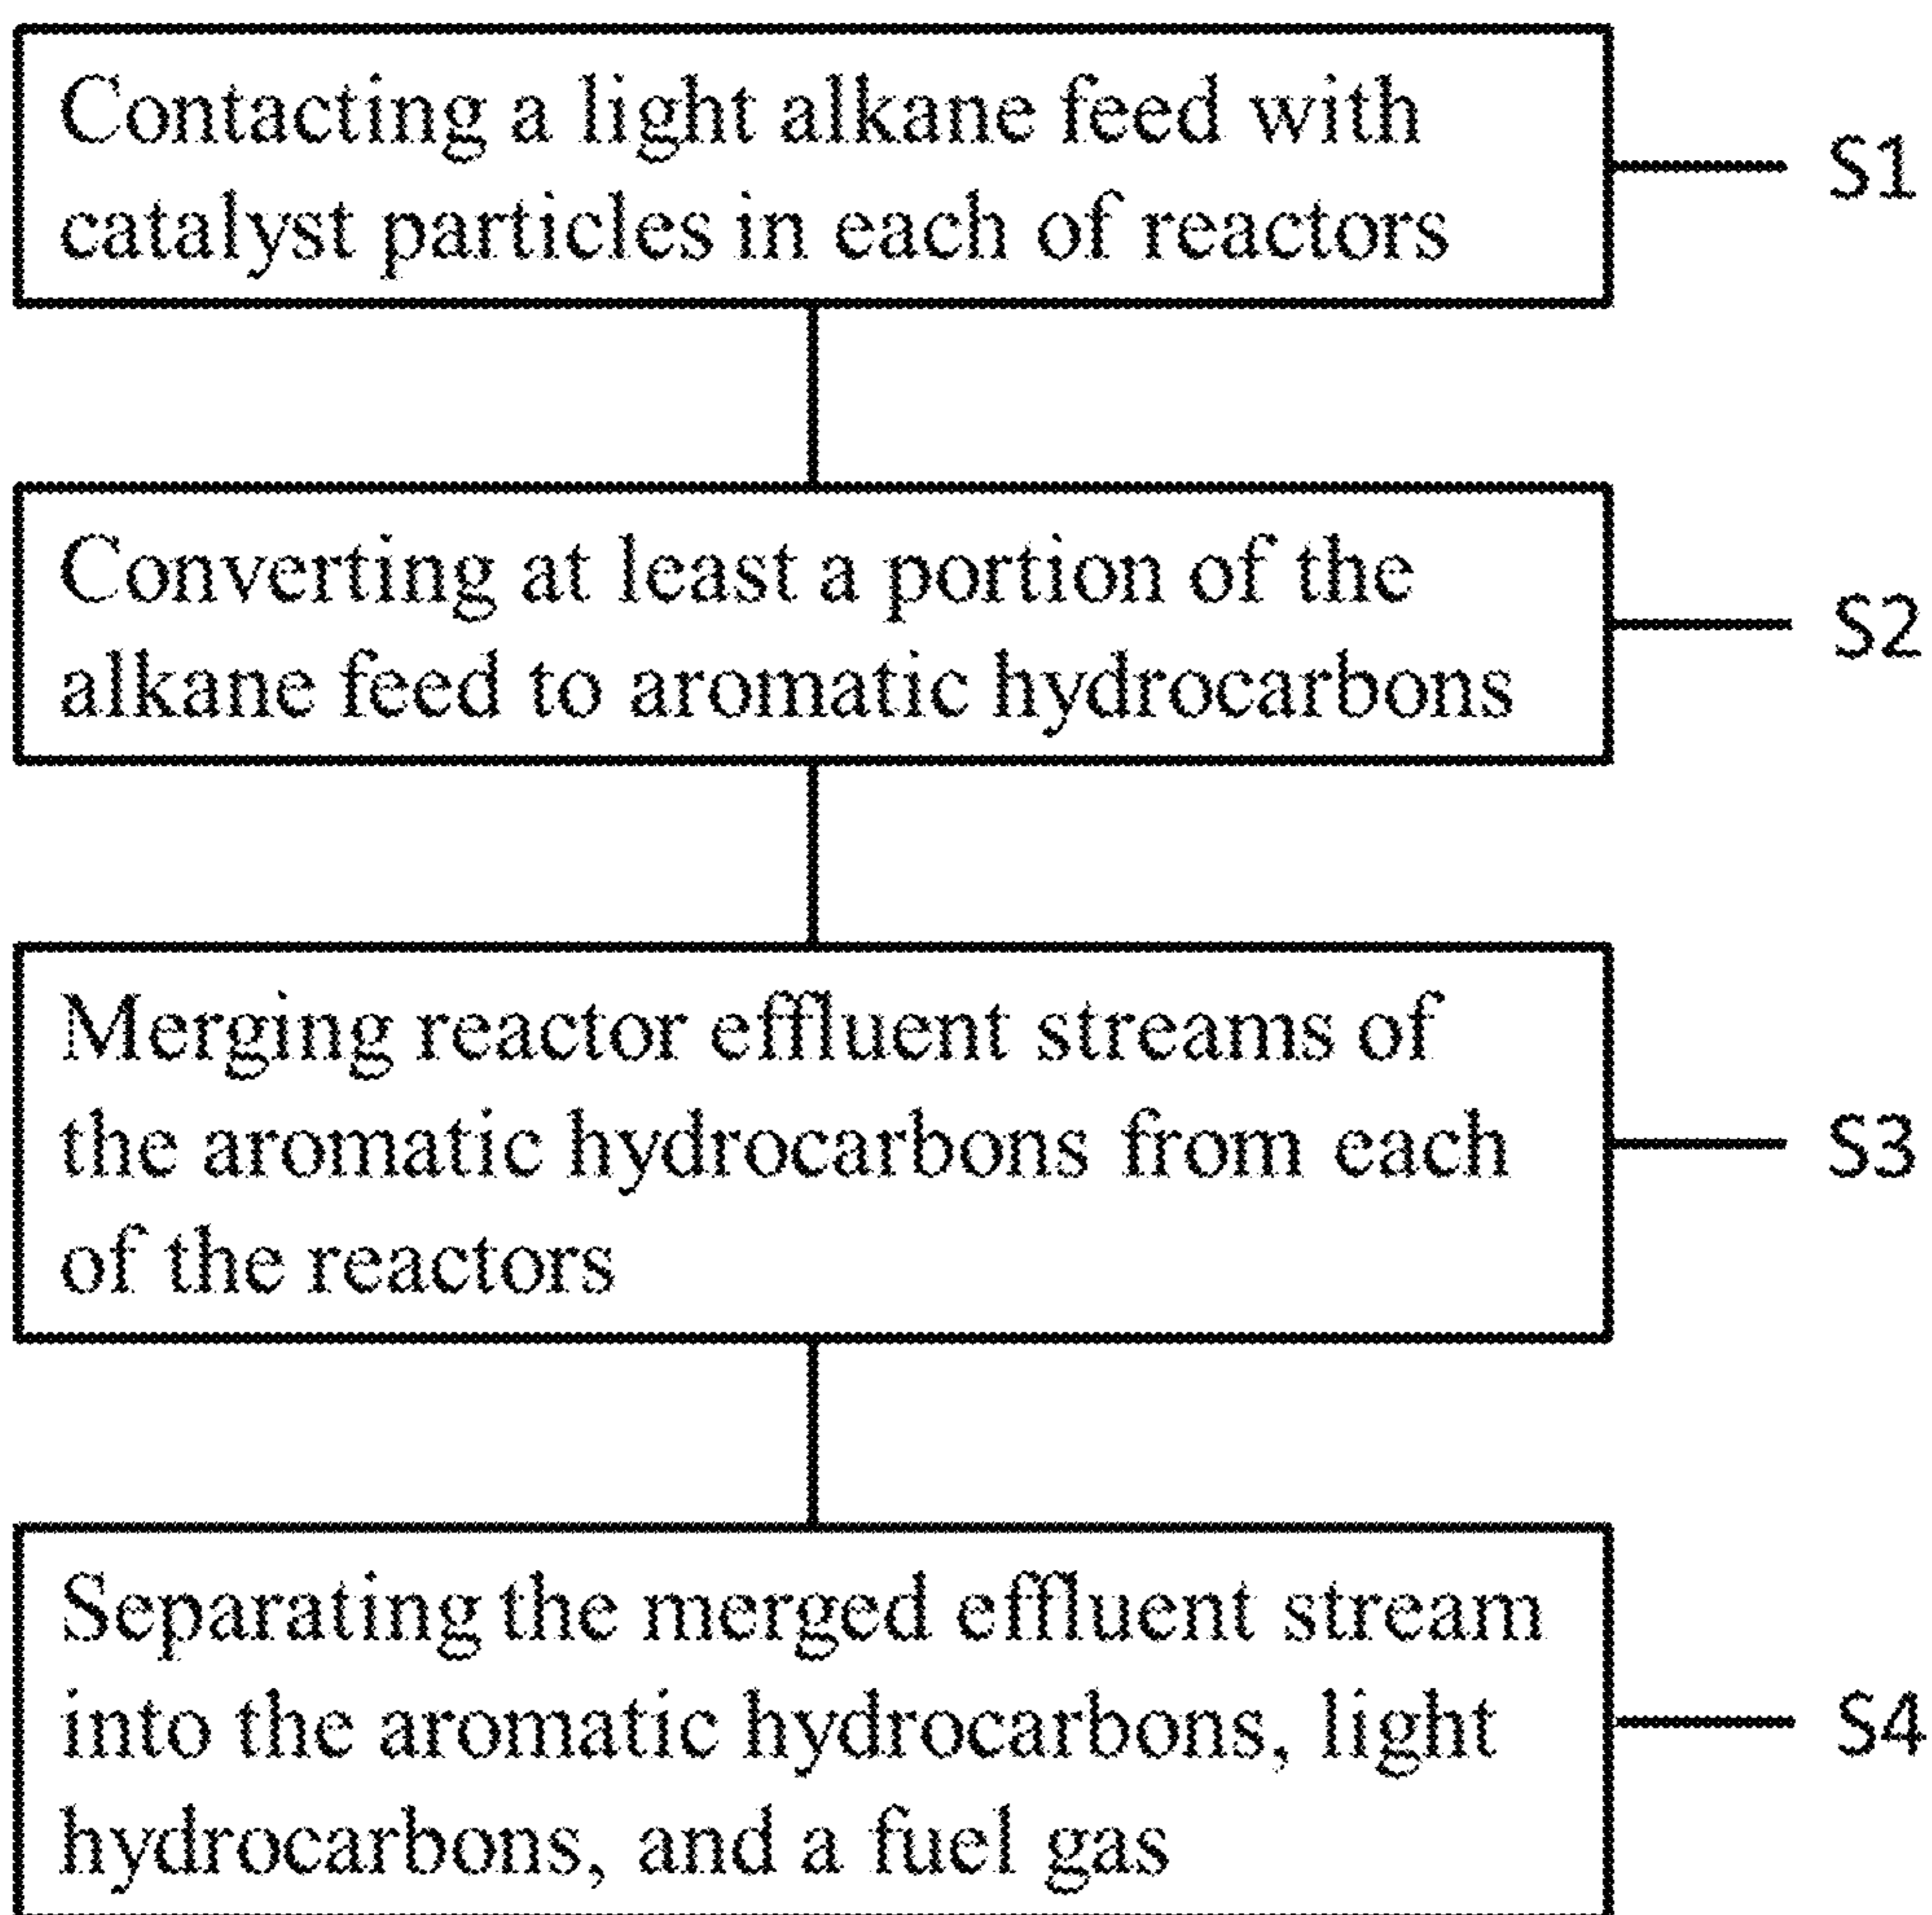 Contacting a light alkane feed with
catalyst particles in each of reactors
S1
Converting at least a portion of the
alkane feed to aromatic hydrocarbons
S2
Merging reactor effluent streams of
the aromatic hydrocarbons from each
of the reactors
S3
Separating the merged effluent stream
into the aromatic hydrocarbons, light
hydrocarbons, and a fuel gas
S4